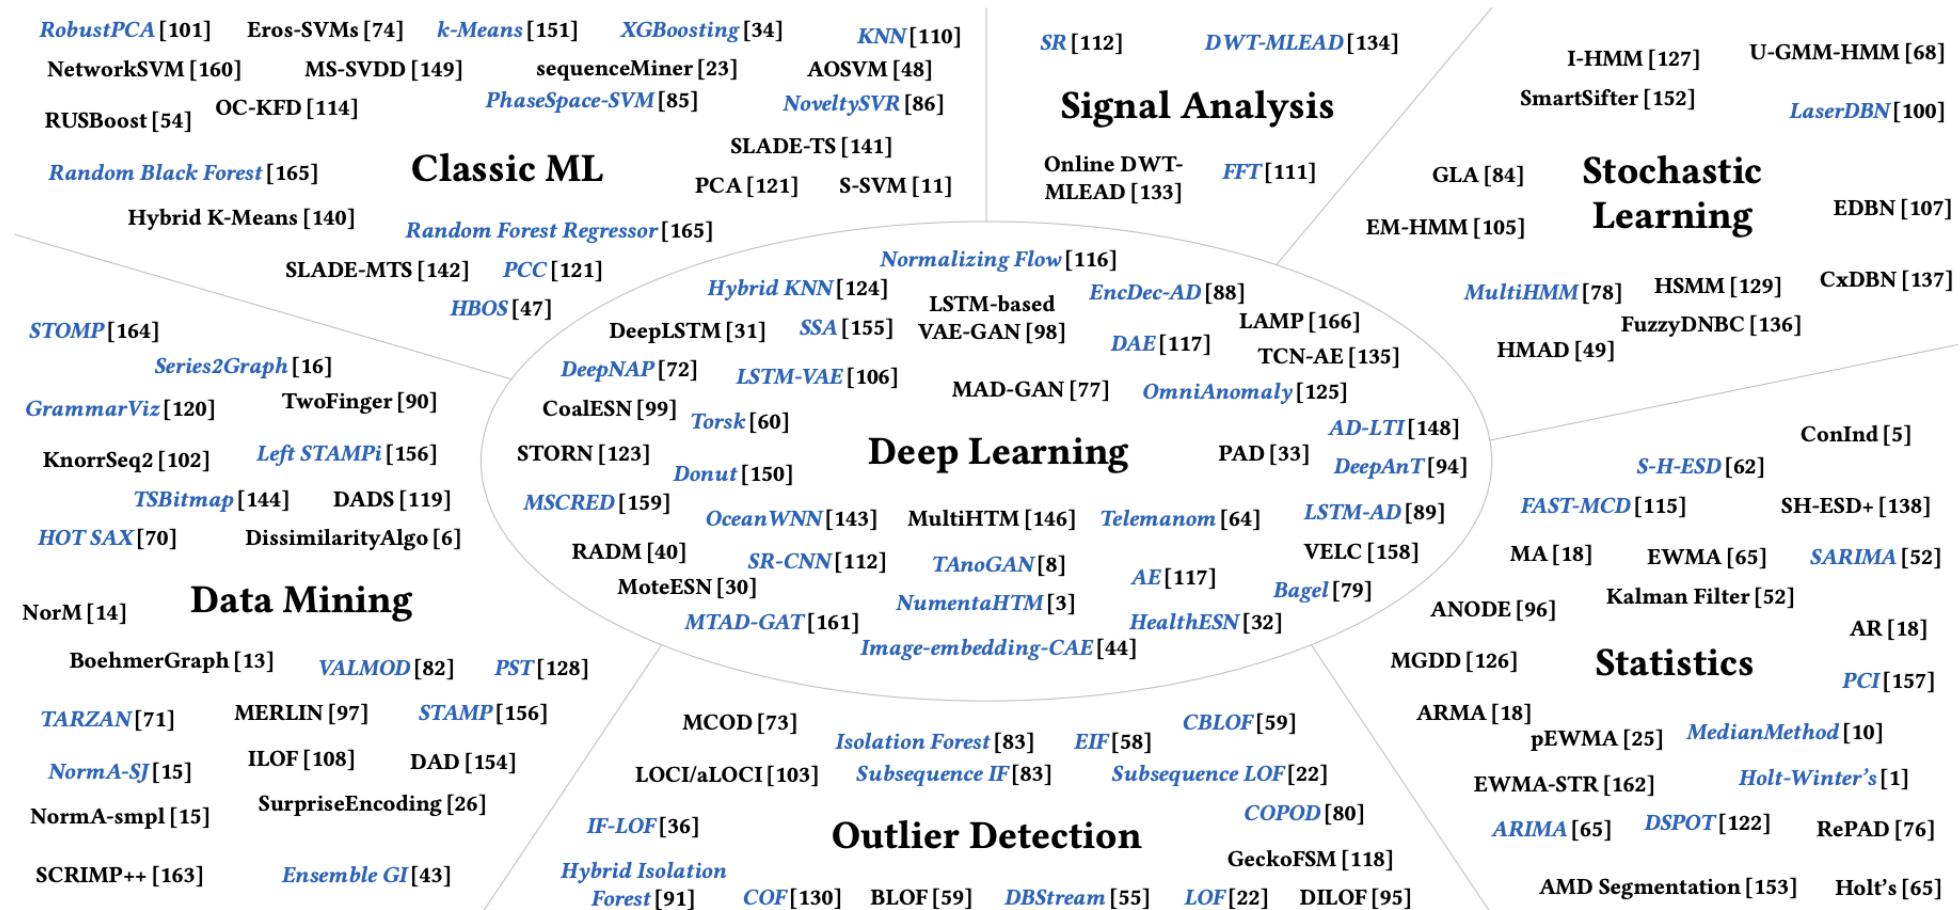 RobustPCA [101] Eros-SVMs [74] k-Means [151] XGBoosting [34] KNN [110]
NetworkSVM [160] MS-SVDD [149] sequenceMiner [23] AOSVM [48]
RUSBoost [54] OC-KFD [114] PhaseSpace-SVM [85] NoveltySVR [86]
SLADE-TS [141]
Random Black Forest [165] Classic ML PCA [121] S-SVM [11]
Hybrid K-Means [140] Random Forest Regressor [165]
SLADE-MTS [142] PCC [121]
HBOS [47]
SR [112] DWT-MLEAD [134]
Signal Analysis
Online DWT-
MLEAD [133] FFT [111]
I-HMM [127] U-GMM-HMM [68]
SmartSifter [152] LaserDBN [100]
GLA [84] Stochastic
Learning EDBN [107]
EM-HMM [105]
MultiHMM [78] HSMM [129] CxDBN [137]
FuzzyDNBC [136]
HMAD [49]
Normalizing Flow [116]
Hybrid KNN [124] LSTM-based EncDec-AD [88]
DeepLSTM [31] SSA [155] VAE-GAN [98] LAMP [166]
DAE [117] TCN-AE [135]
DeepNAP [72] LSTM-VAE [106] MAD-GAN [77] OmniAnomaly [125]
CoalESN [99] Torsk [60] AD-LTI [148]
STORN [123] Deep Learning PAD [33]
Donut [150] DeepAnT [94]
MSCRED [159] OceanWNN [143] MultiHTM [146] Telemanom [64] LSTM-AD [89]
RADM [40] SR-CNN [112] TAnoGAN [8] VELC [158]
MoteESN [30] AE [117] Bagel [79]
MTAD-GAT [161] NumentaHTM [3] HealthESN [32]
Image-embedding-CAE [44]
STOMP [164]
Series2Graph [16]
GrammarViz [120] TwoFinger [90]
KnorrSeq2 [102] Left STAMPi [156]
TSBitmap [144] DADS [119]
HOT SAX [70] DissimilarityAlgo [6]
NorM [14] Data Mining
BoehmerGraph [13] VALMOD [82] PST [128]
TARZAN [71] MERLIN [97] STAMP [156]
NormA-SJ [15] ILOF [108] DAD [154]
NormA-smpl [15] SurpriseEncoding [26]
SCRIMP++ [163] Ensemble GI [43]
MCOD [73] CBLOF [59]
Isolation Forest [83] EIF [58]
LOCI/aLOCI [103] Subsequence IF [83] Subsequence LOF [22]
IF-LOF [36] Outlier Detection COPOD [80]
GeckoFSM [118]
Hybrid Isolation
Forest [91] COF [130] BLOF [59] DBStream [55] LOF [22] DILOF [95]
ConInd [5]
S-H-ESD [62]
FAST-MCD [115] SH-ESD+ [138]
MA [18] EWMA [65] SARIMA [52]
ANODE [96] Kalman Filter [52]
AR [18]
MGDD [126] Statistics PCI [157]
ARMA [18] pEWMA [25] MedianMethod [10]
EWMA-STR [162] Holt-Winter's [1]
ARIMA [65] DSPOT [122] RePAD [76]
AMD Segmentation [153] Holt's [65]